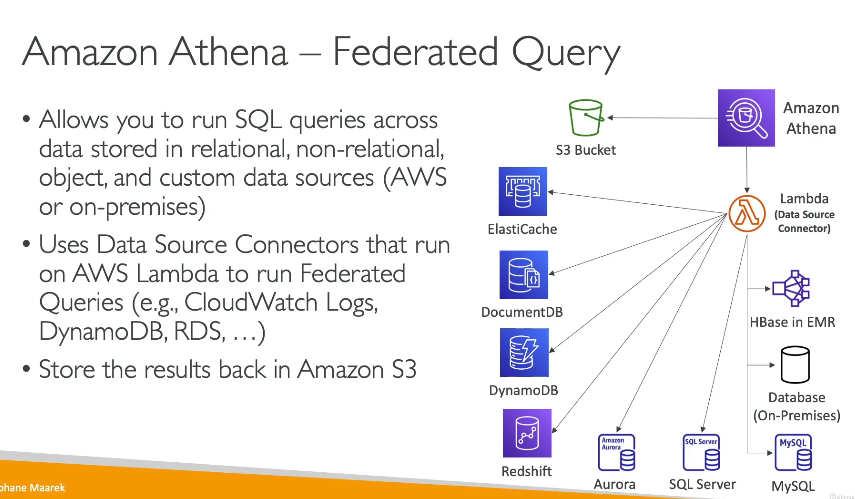 Amazon Athena – Federated Query
• Allows you to run SQL queries across
data stored in relational, non-relational,
object, and custom data sources (AWS
or on-premises)
• Uses Data Source Connectors that run
on AWS Lambda to run Federated
Queries (e.g., CloudWatch Logs,
DynamoDB, RDS, …)
• Store the results back in Amazon S3
Amazon
Athena
S3 Bucket
Lambda
(Data Source
Connector)
ElastiCache
DocumentDB
HBase in EMR
DynamoDB
Database
(On-Premises)
Redshift
Amazon
Aurora
Aurora
SQL Server
SQL Server
MySQL
MySQL
phane Maarek